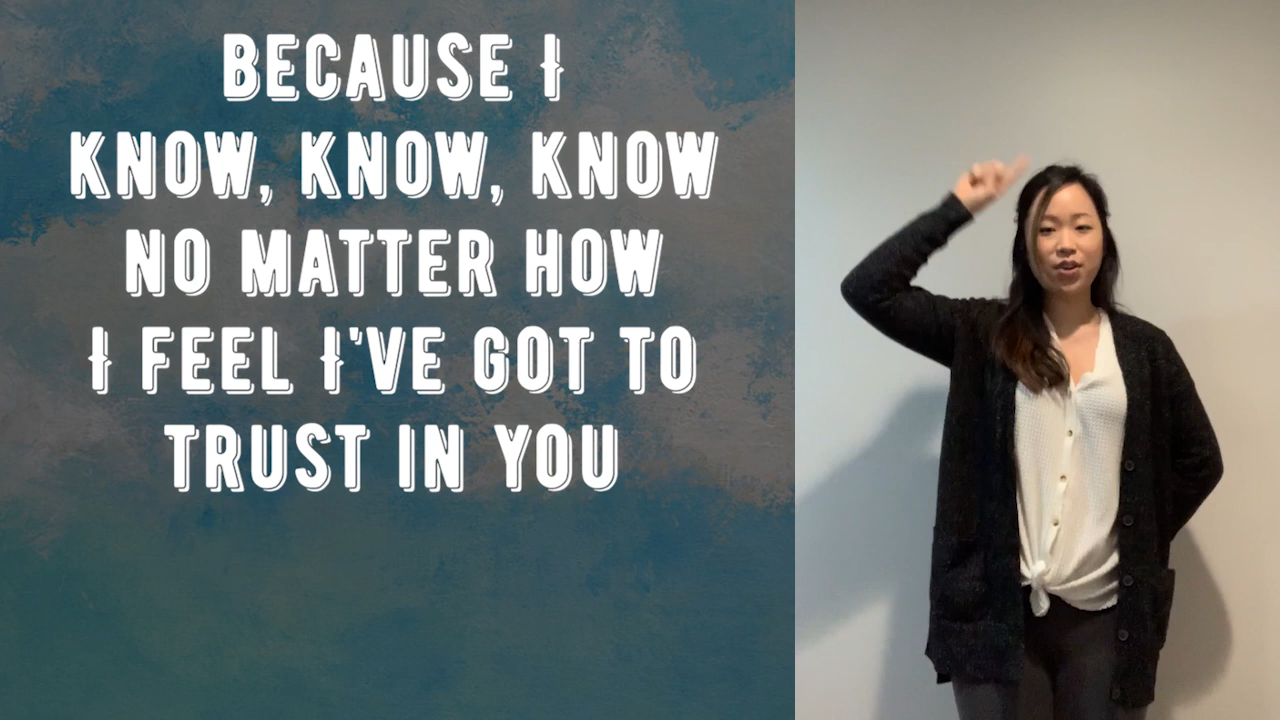 BECAUSE I
KNOW, KNOW, KNOW
NO MATTER HOW
I FEEL I'VE GOT TO
TRUST IN YOU